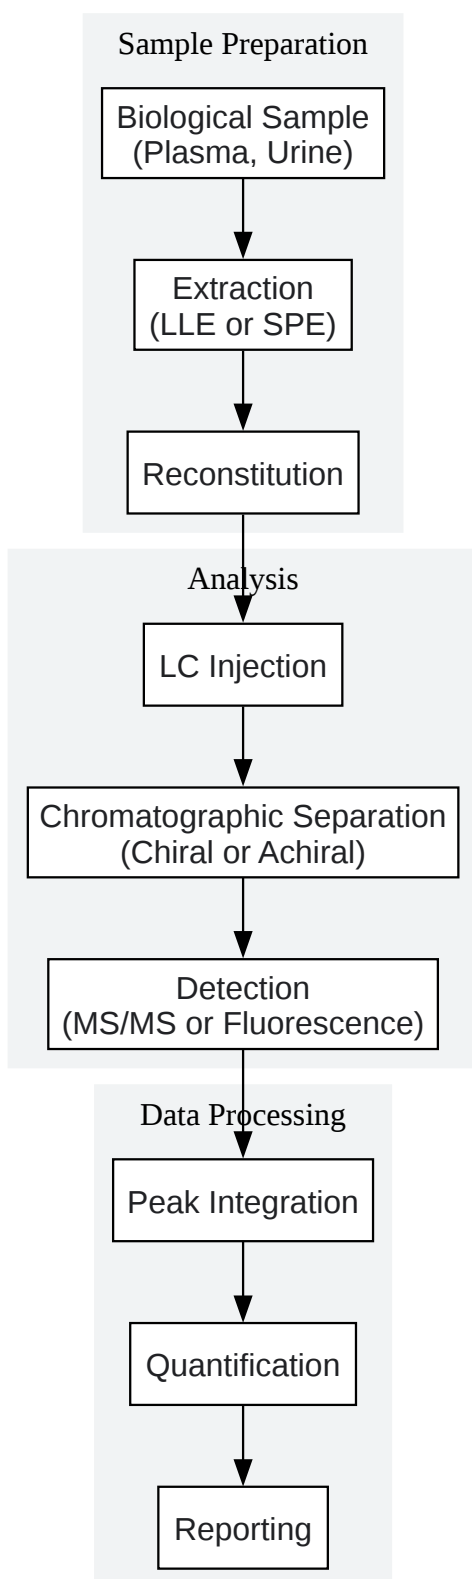 Sample Preparation
Biological Sample
(Plasma, Urine)
Extraction
(LLE or SPE)
Reconstitution
Analysis
LC Injection
Chromatographic Separation
(Chiral or Achiral)
Detection
(MS/MS or Fluorescence)
Data Processing
Peak Integration
Quantification
Reporting